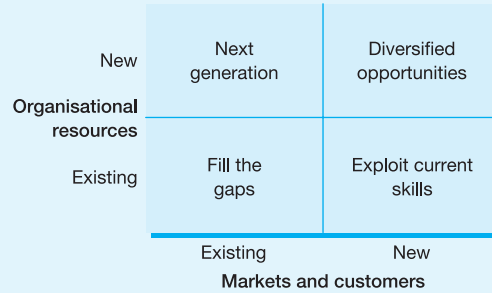 New
Next
generation
Diversified
opportunities
Organisational
resources
Existing
Fill the
gaps
Exploit current
skills
Existing
New
Markets and customers